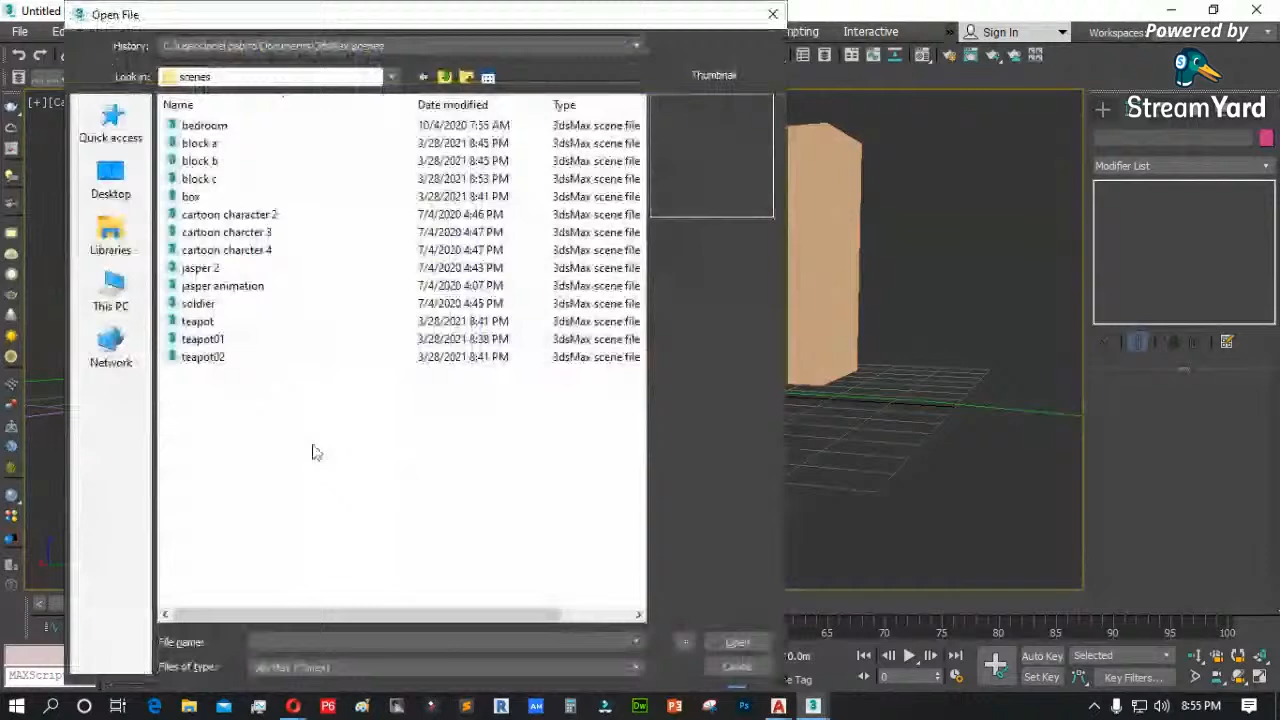 Untitled
Open File
File
pting
Interactive
Sign In
Workspaces
Powered by
StreamYard
History:
Look in:
scenes
Thumbnail
[+] [Ca
Name
Date modified
Type
Quick access
Desktop
Libraries
This PC
Network
bedroom 10/4/2020 7:55 AM 3dsMax scene file
block a 3/28/2021 8:45 PM 3dsMax scene file
block b 3/28/2021 8:45 PM 3dsMax scene file
block c 3/28/2021 8:53 PM 3dsMax scene file
box 3/28/2021 8:41 PM 3dsMax scene file
cartoon character 2 7/4/2020 4:46 PM 3dsMax scene file
cartoon charcter 3 7/4/2020 4:47 PM 3dsMax scene file
cartoon charcter 4 7/4/2020 4:47 PM 3dsMax scene file
jasper 2 7/4/2020 4:43 PM 3dsMax scene file
jasper animation 7/4/2020 4:07 PM 3dsMax scene file
soldier 7/4/2020 4:45 PM 3dsMax scene file
teapot 3/28/2021 8:41 PM 3dsMax scene file
teapot01 3/28/2021 8:38 PM 3dsMax scene file
teapot02 3/28/2021 8:41 PM 3dsMax scene file
Modifier List
File name:
Open
Files of type:
65 70 75 80 85 90 95 100
0.0m
Auto Key
Selected
Set Key
Key Filters...
0
MAXScrip
8:55 PM